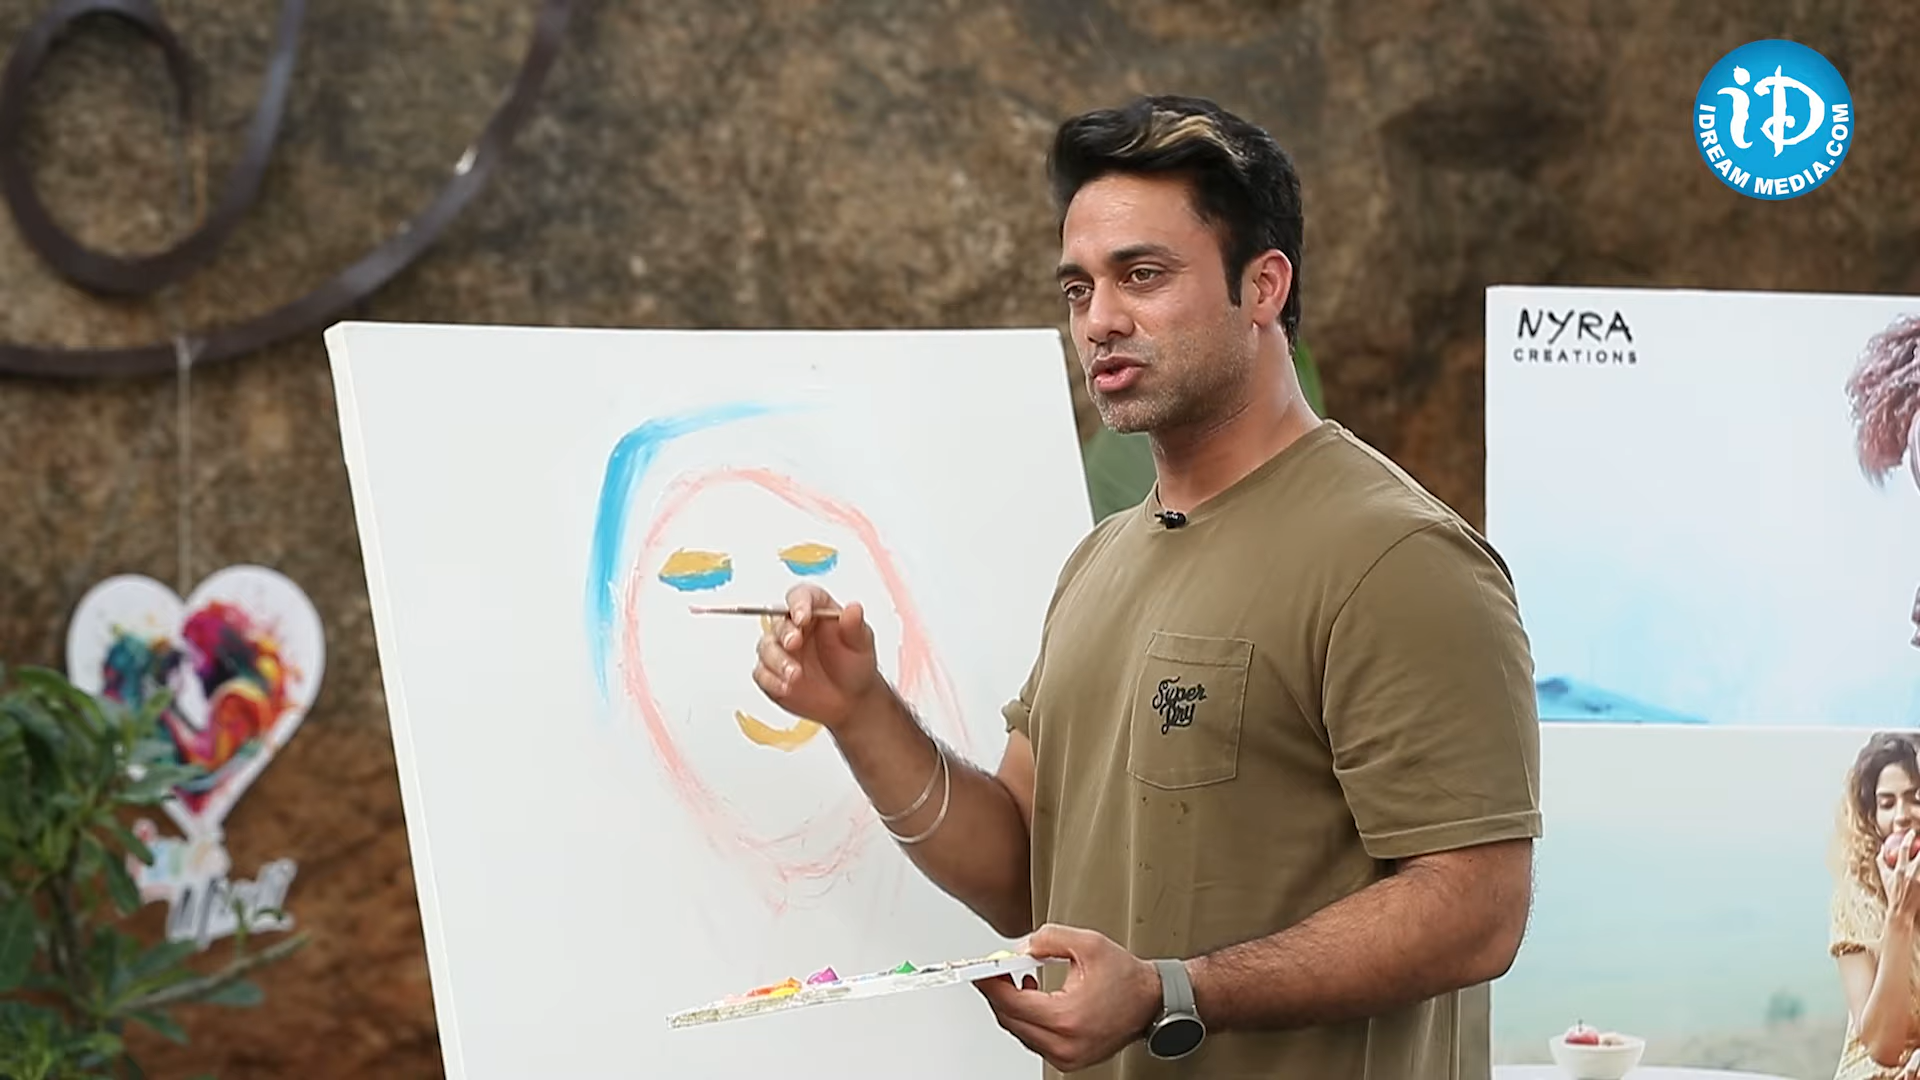 iD
IDREAM MEDIA.COM
NYRA
CREATIONS
Super
Dry